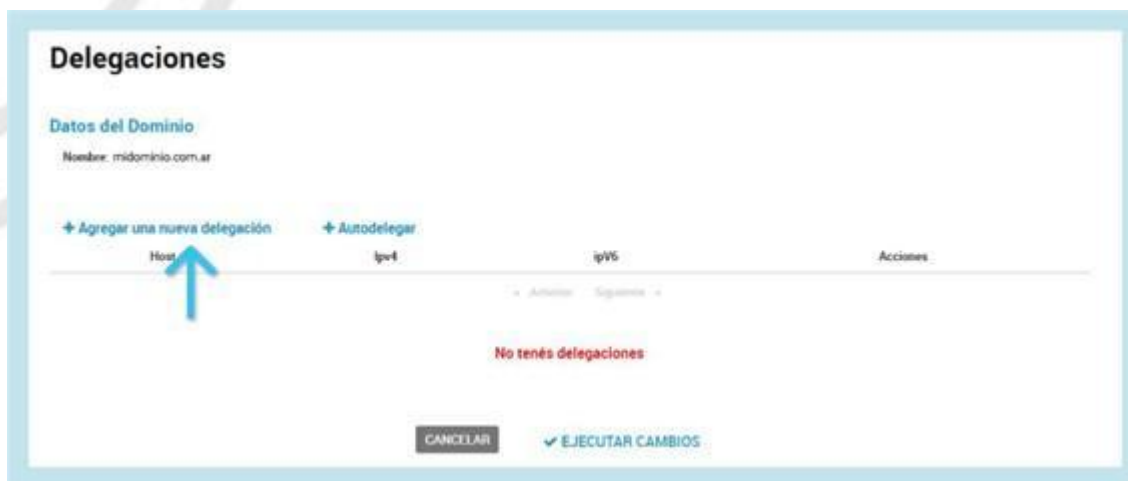 Delegaciones
Datos del Dominio
Nombre: midominio.com.ar
+ Agregar una nueva delegación + Autodelegar
Host Ipv4 ipV6 Acciones
« Anterior Siguiente »
No tenés delegaciones
CANCELAR ✔ EJECUTAR CAMBIOS